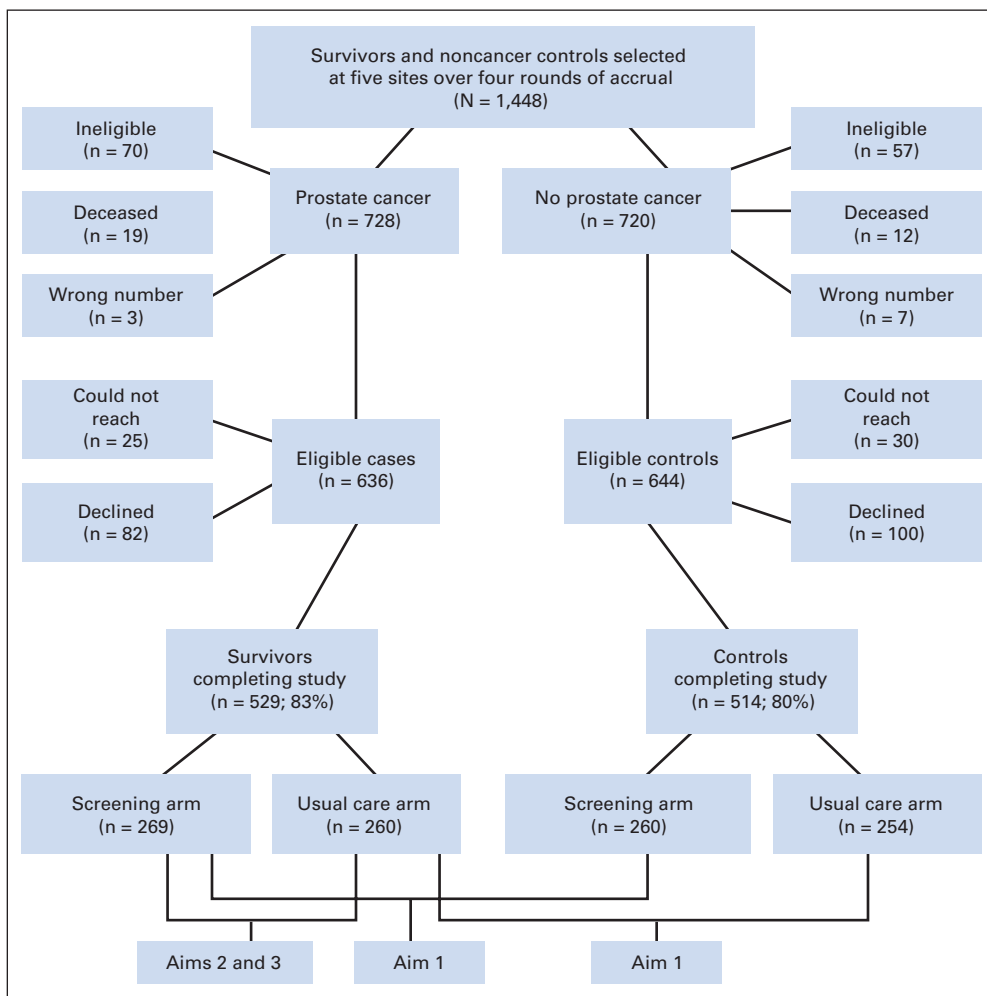 Survivors and noncancer controls selected
at five sites over four rounds of accrual
(N = 1,448)
Ineligible
(n = 70)
Ineligible
(n = 57)
Prostate cancer
(n = 728)
No prostate cancer
(n = 720)
Deceased
(n = 19)
Deceased
(n = 12)
Wrong number
(n = 3)
Wrong number
(n = 7)
Could not
reach
(n = 25)
Could not
reach
(n = 30)
Eligible cases
(n = 636)
Eligible controls
(n = 644)
Declined
(n = 82)
Declined
(n = 100)
Survivors
completing study
(n = 529; 83%)
Controls
completing study
(n = 514; 80%)
Screening arm
(n = 269)
Usual care arm
(n = 260)
Screening arm
(n = 260)
Usual care arm
(n = 254)
Aims 2 and 3
Aim 1
Aim 1